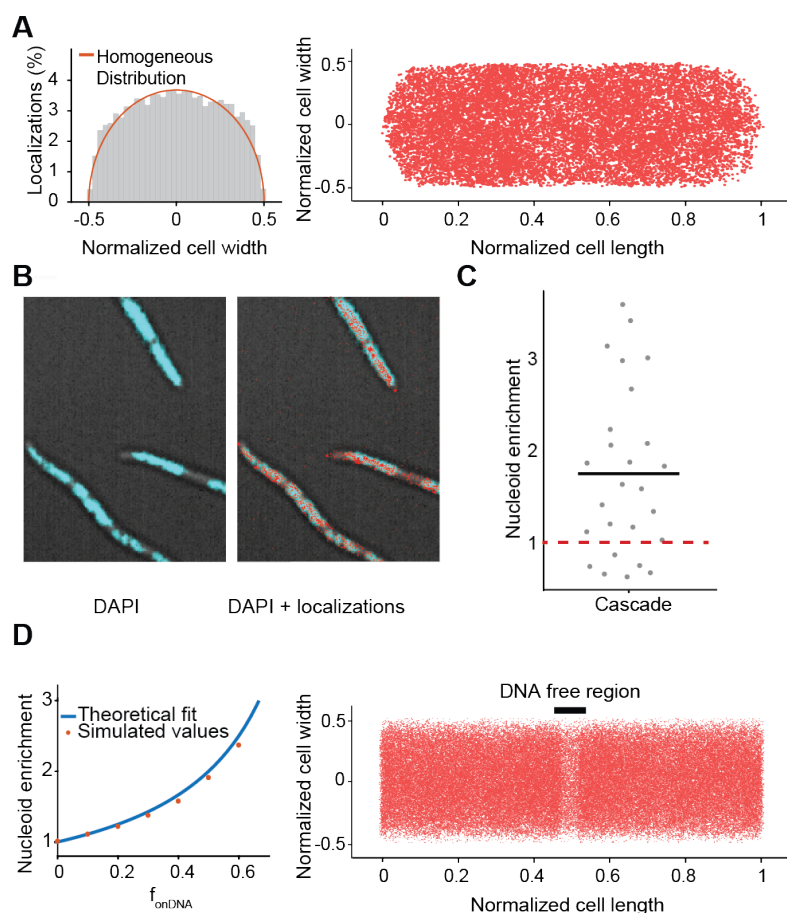 A
Homogeneous
Distribution
Localizations (%)
4
3
2
1
0
-0.5
0
0.5
Normalized cell width
Normalized cell width
0.5
0
-0.5
0
0.2
0.4
0.6
0.8
1
Normalized cell length
B
DAPI
DAPI + localizations
C
Nucleoid enrichment
3
2
1
Cascade
D
Nucleoid enrichment
3
2
1
Theoretical fit
Simulated values
0
0.2
0.4
0.6
fonDNA
DNA free region
Normalized cell width
0.5
0
-0.5
0
0.2
0.4
0.6
0.8
1
Normalized cell length